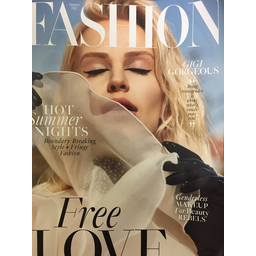 FASHION
GIGI
GORGEOUS
HOT
Summer
NIGHTS
Boundary Breaking
Style + Fringe
Fashion
Genderless
MAKEUP
For Beauty
REBELS
Free
LOVE